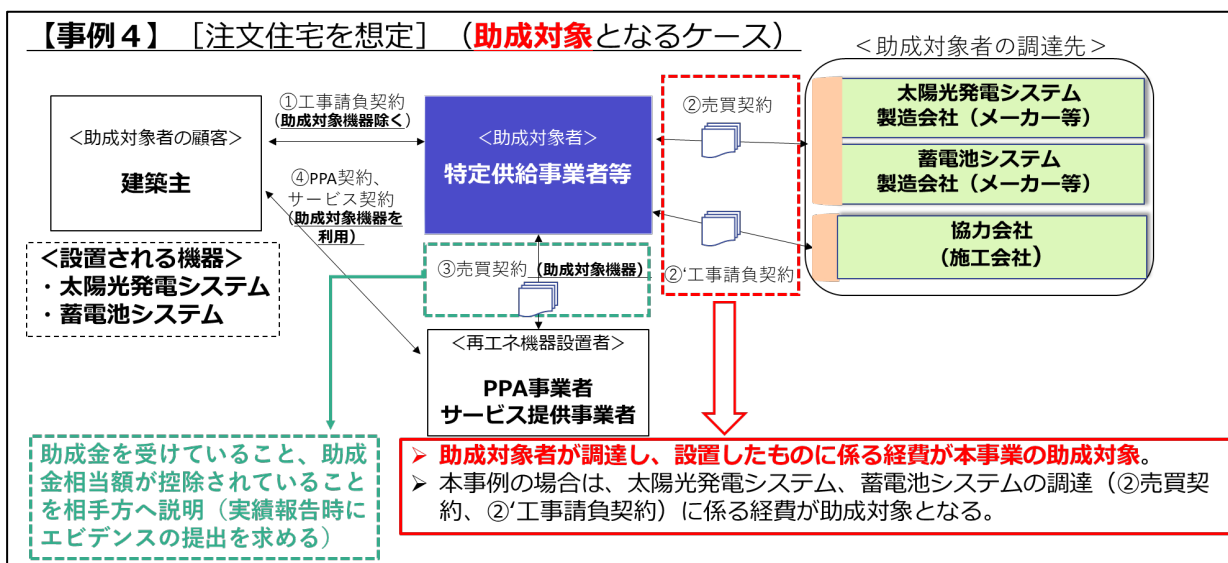 【事例４】［注文住宅を想定］（助成対象となるケース）
＜助成対象者の調達先＞
①工事請負契約
（助成対象機器除く）
②売買契約
太陽光発電システム
製造会社（メーカー等）
＜助成対象者の顧客＞
建築主
＜助成対象者＞
特定供給事業者等
蓄電池システム
製造会社（メーカー等）
④PPA契約、
サービス契約
（助成対象機器を
利用）
協力会社
（施工会社）
＜設置される機器＞
・太陽光発電システム
・蓄電池システム
③売買契約（助成対象機器）
②‘工事請負契約
＜再エネ機器設置者＞
PPA事業者
サービス提供事業者
助成金を受けていること、助成
金相当額が控除されていること
を相手方へ説明（実績報告時に
エビデンスの提出を求める）
➢ 助成対象者が調達し、設置したものに係る経費が本事業の助成対象。
➢ 本事例の場合は、太陽光発電システム、蓄電池システムの調達（②売買契
約、②‘工事請負契約）に係る経費が助成対象となる。